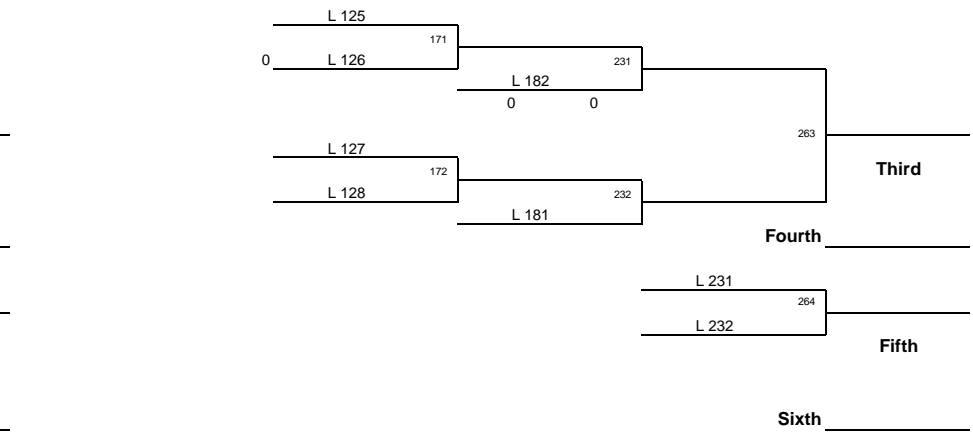 L 125
171
0 L 126
231
L 182
0 0
263
L 127
Third
172
L 128
232
L 181
Fourth
L 231
264
L 232
Fifth
Sixth